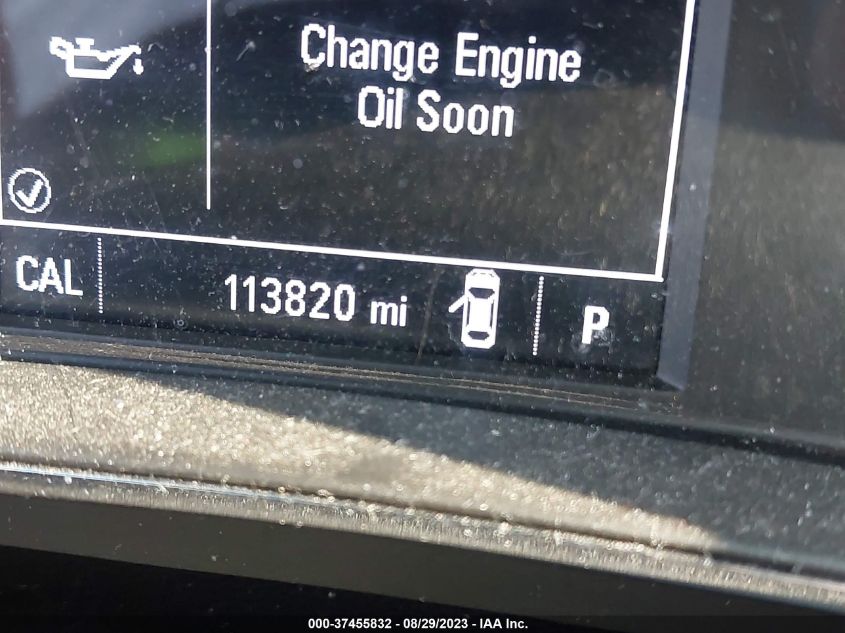 Change Engine
Oil Soon
CAL 113820 mi P
000-37455832 - 08/29/2023 - IAA Inc.